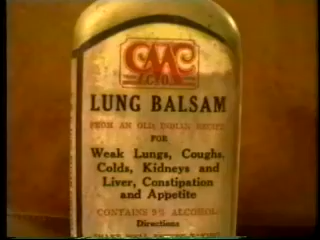 LUNG BALSAM
FROM AN OLD INDIAN RECIPE
FOR
Weak Lungs, Coughs,
Colds, Kidneys and
Liver, Constipation
and Appetite
CONTAINS 9% ALCOHOL
Directions